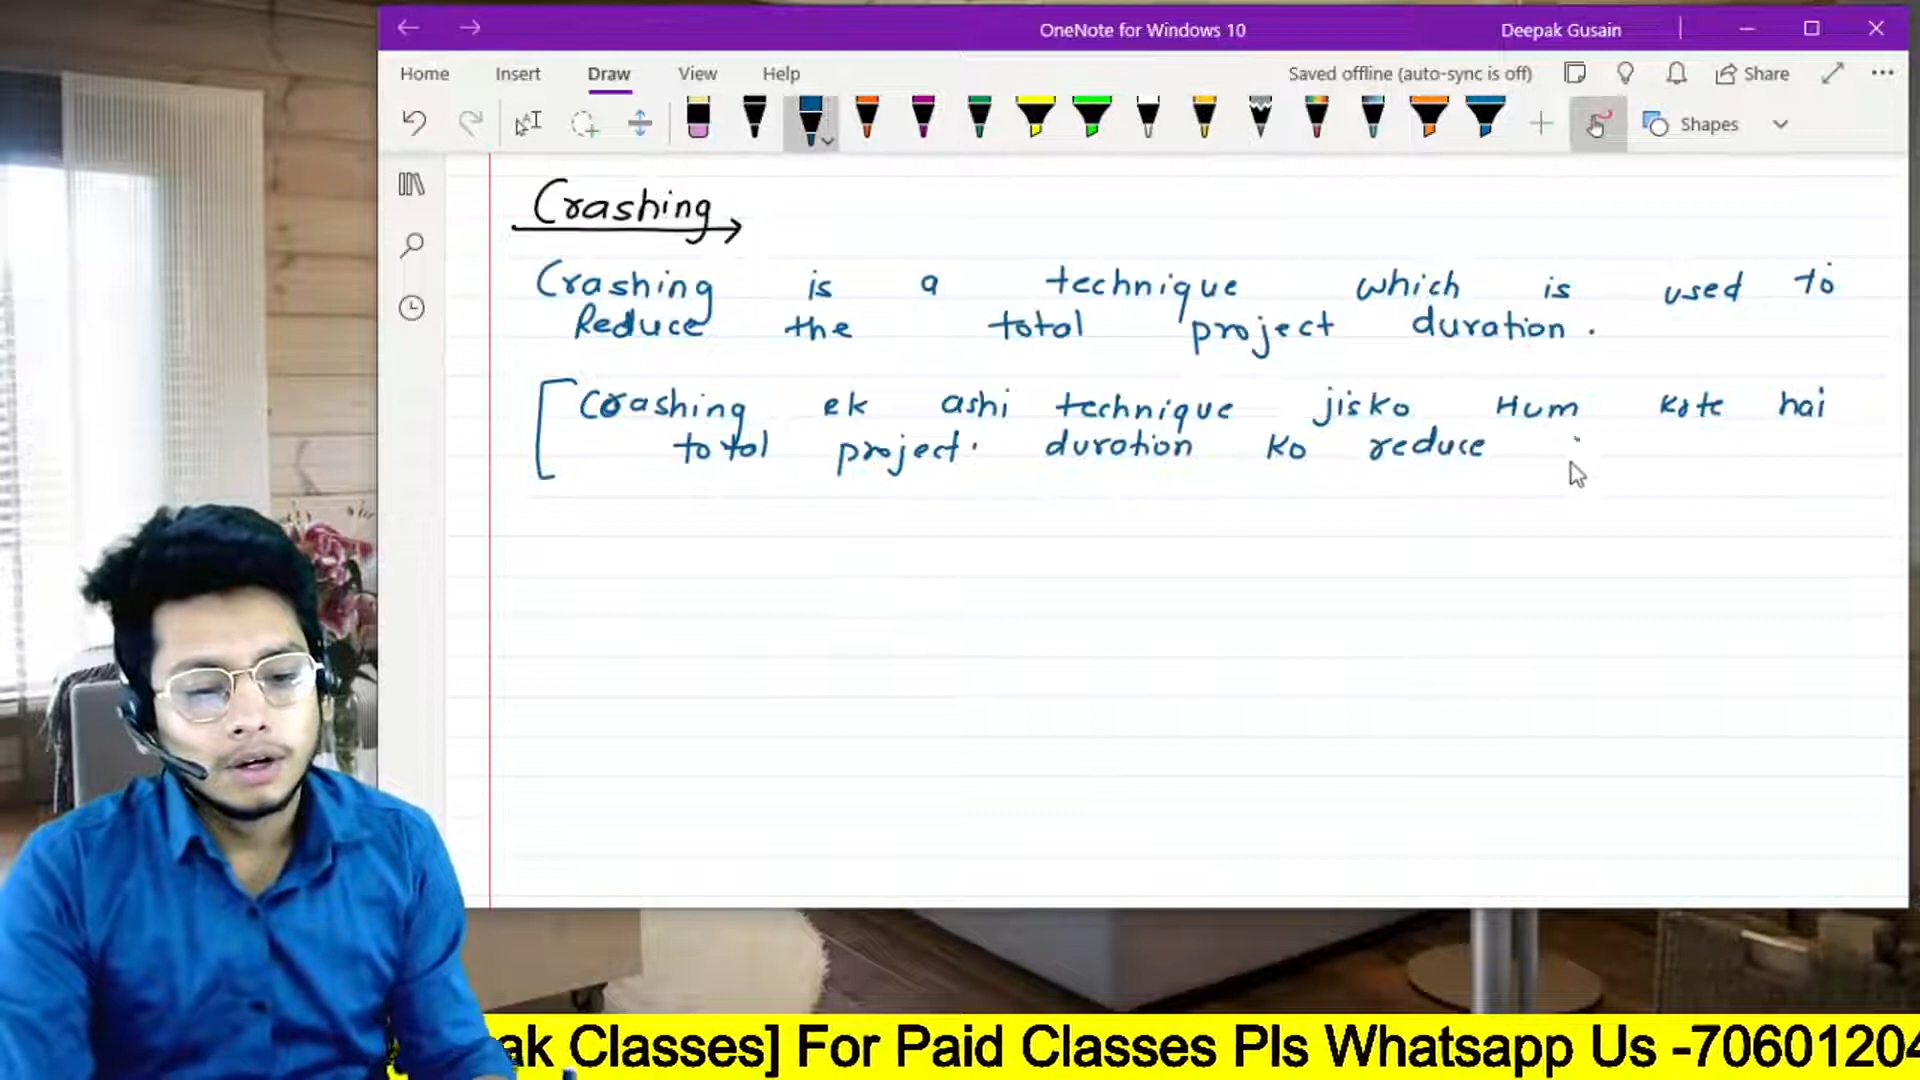 OneNote for Windows 10
Deepak Gusain
Home Insert Draw View Help
Saved offline (auto-sync is off) Share
Shapes
Crashing
Crashing is a technique which is used to
Reduce the total project duration.
Crashing ek ashi technique jisko Hum kote hai
total project. duration ko reduce
ak Classes] For Paid Classes Pls Whatsapp Us -70601204